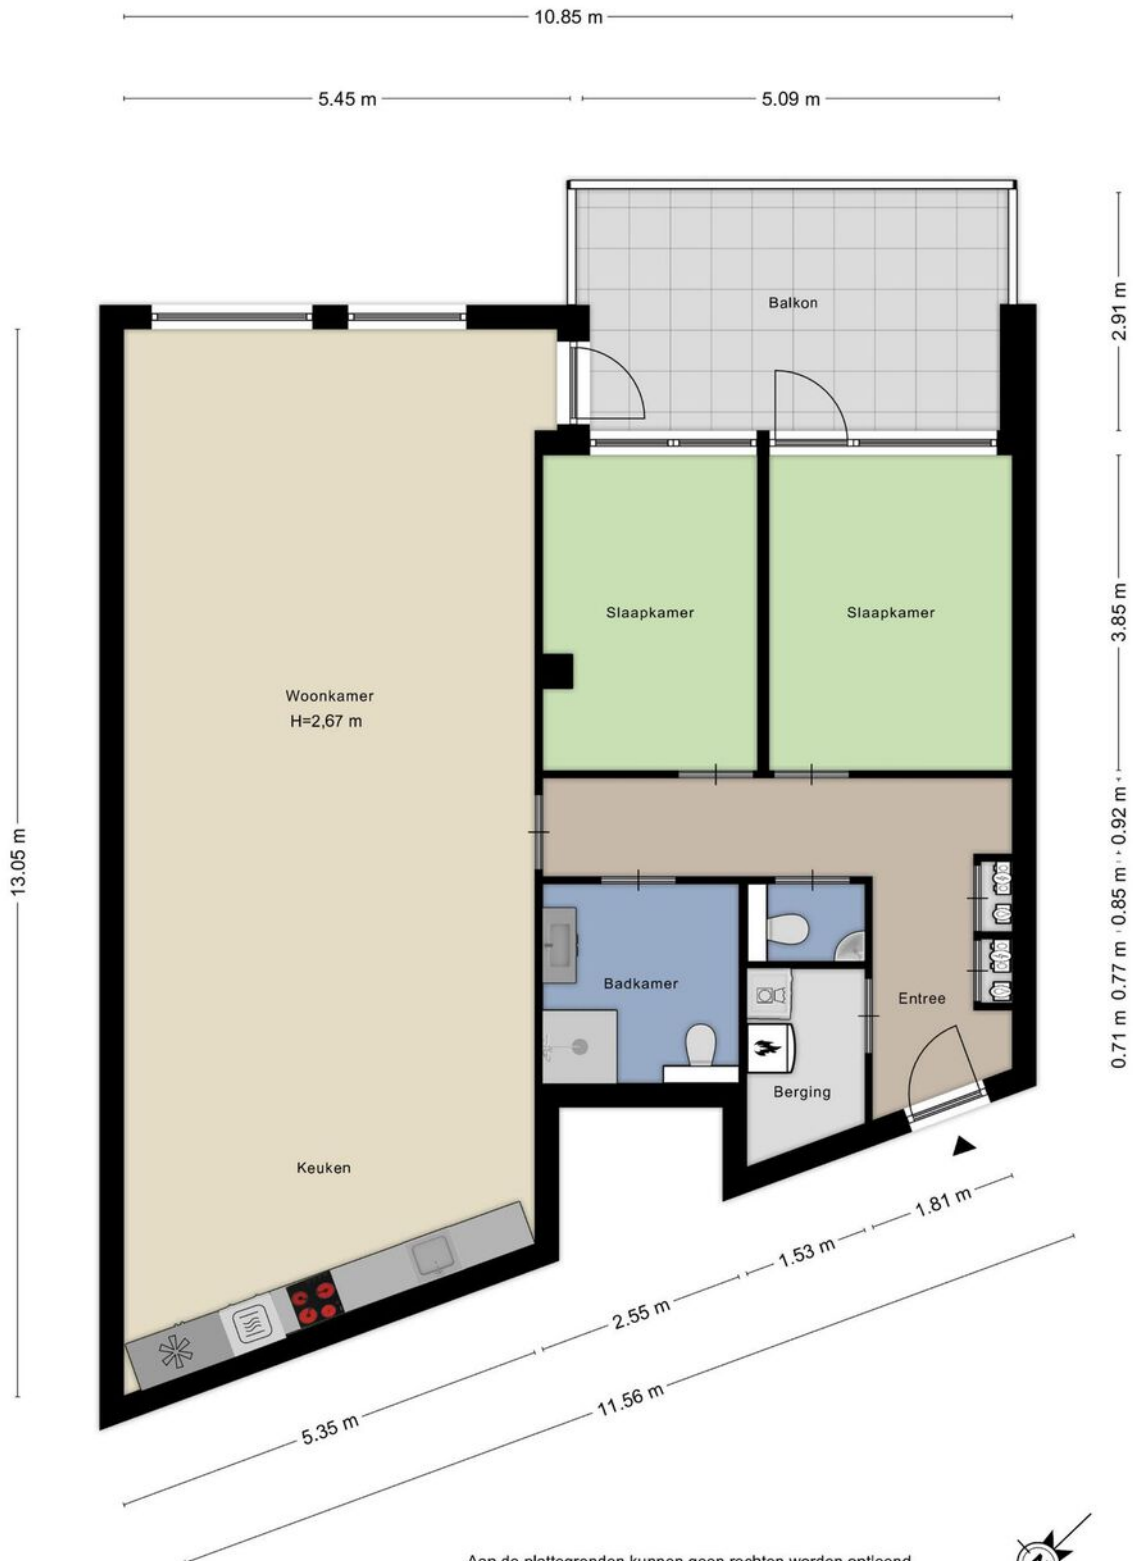 10.85 m
5.45 m
5.09 m
Balkon
2.91 m
Slaapkamer
Slaapkamer
3.85 m
Woonkamer
H=2,67 m
13.05 m
0.92 m
0.85 m
0.77 m
0.71 m
Badkamer
Entree
Berging
Keuken
1.81 m
1.53 m
2.55 m
5.35 m
11.56 m
Aan de plattegronden kunnen geen rechten worden ontleend